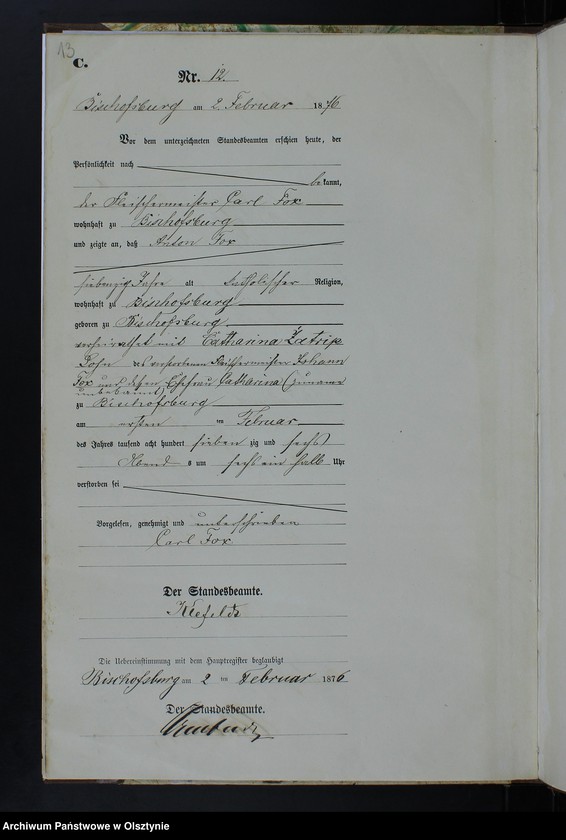 13
C.
Nr. 12.
Bischofsburg am 2. Februar 1876
Vor dem unterzeichneten Standesbeamten erschien heute, der
Persönlichkeit nach
bekannt,
der Fleischermeister Carl Fox
wohnhaft zu Bischofsburg
und zeigte an, daß Anton Fox
siebenzig Jahre alt katholischer Religion,
wohnhaft zu Bischofsburg
geboren zu Bischofsburg
verheirathet mit Catharina
Sohn des verstorbenen Fleischermeister Johann
Fox und dessen Ehefrau Catharina (Zuname
unbekannt)
zu Bischofsburg
am ersten ten Februar
des Jahres tausend acht hundert siebenzig und sechs
Abends um sechs ein halb Uhr
verstorben sei
Vorgelesen, genehmigt und unterschrieben
Carl Fox
Der Standesbeamte.
Die Uebereinstimmung mit dem Hauptregister beglaubigt
Bischofsburg am 2 ten Februar 1876
Der Standesbeamte.
Archiwum Państwowe w Olsztynie